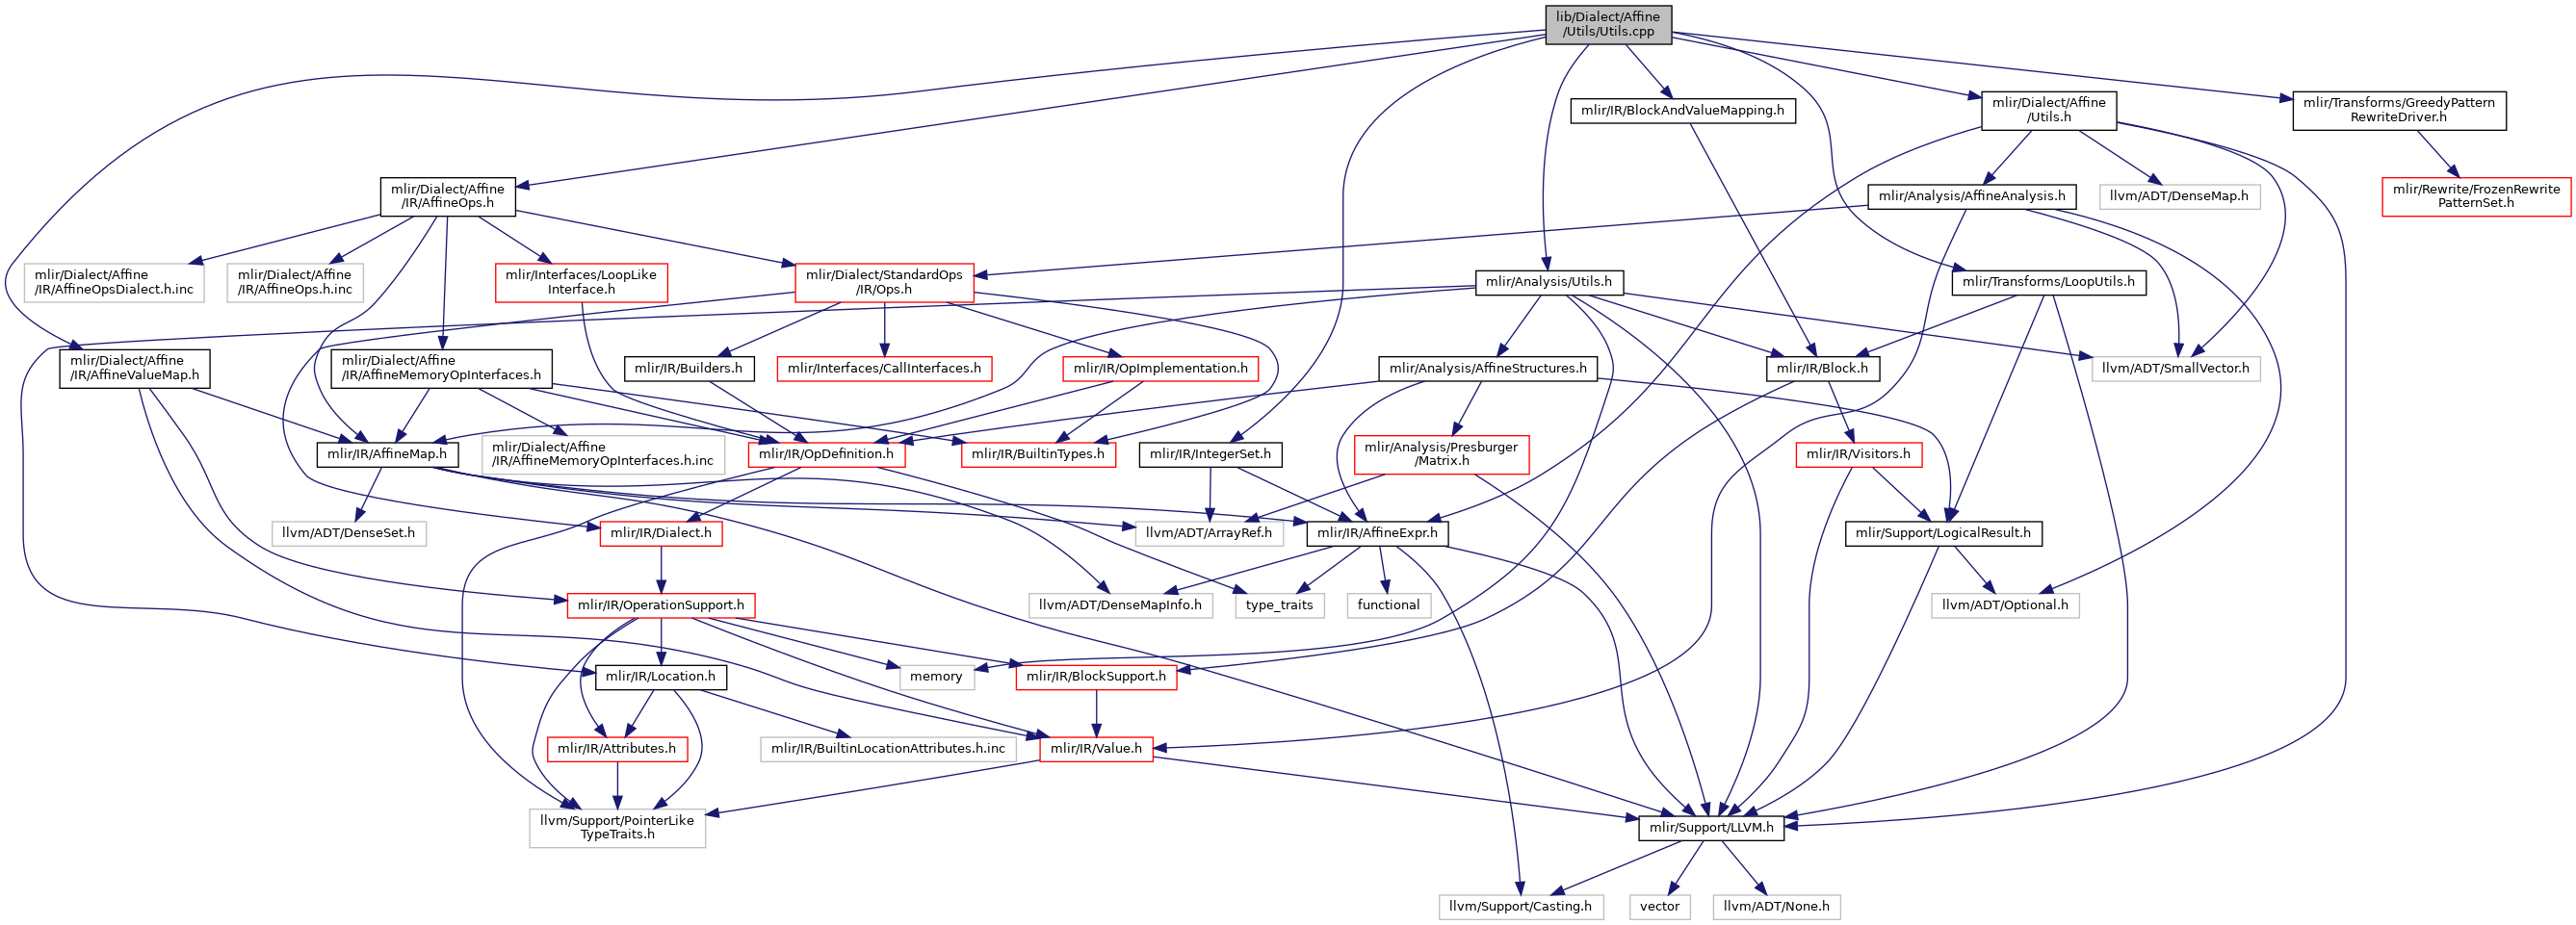 lib/Dialect/Affine
/Utils/Utils.cpp
mlir/IR/BlockAndValueMapping.h
mlir/Dialect/Affine
/Utils.h
mlir/Transforms/GreedyPattern
RewriteDriver.h
mlir/Dialect/Affine
/IR/AffineOps.h
mlir/Analysis/AffineAnalysis.h
llvm/ADT/DenseMap.h
mlir/Rewrite/FrozenRewrite
PatternSet.h
mlir/Dialect/Affine
/IR/AffineOpsDialect.h.inc
mlir/Dialect/Affine
/IR/AffineOps.h.inc
mlir/Interfaces/LoopLike
Interface.h
mlir/Dialect/StandardOps
/IR/Ops.h
mlir/Analysis/Utils.h
mlir/Transforms/LoopUtils.h
mlir/Dialect/Affine
/IR/AffineValueMap.h
mlir/Dialect/Affine
/IR/AffineMemoryOpInterfaces.h
mlir/IR/Builders.h
mlir/Interfaces/CallInterfaces.h
mlir/IR/OpImplementation.h
mlir/Analysis/AffineStructures.h
mlir/IR/Block.h
llvm/ADT/SmallVector.h
mlir/IR/AffineMap.h
mlir/Dialect/Affine
/IR/AffineMemoryOpInterfaces.h.inc
mlir/IR/OpDefinition.h
mlir/IR/BuiltinTypes.h
mlir/IR/IntegerSet.h
mlir/Analysis/Presburger
/Matrix.h
mlir/IR/Visitors.h
llvm/ADT/DenseSet.h
mlir/IR/Dialect.h
llvm/ADT/ArrayRef.h
mlir/IR/AffineExpr.h
mlir/Support/LogicalResult.h
mlir/IR/OperationSupport.h
llvm/ADT/DenseMapInfo.h
type_traits
functional
llvm/ADT/Optional.h
mlir/IR/Location.h
memory
mlir/IR/BlockSupport.h
mlir/IR/Attributes.h
mlir/IR/BuiltinLocationAttributes.h.inc
mlir/IR/Value.h
llvm/Support/PointerLike
TypeTraits.h
mlir/Support/LLVM.h
llvm/Support/Casting.h
vector
llvm/ADT/None.h